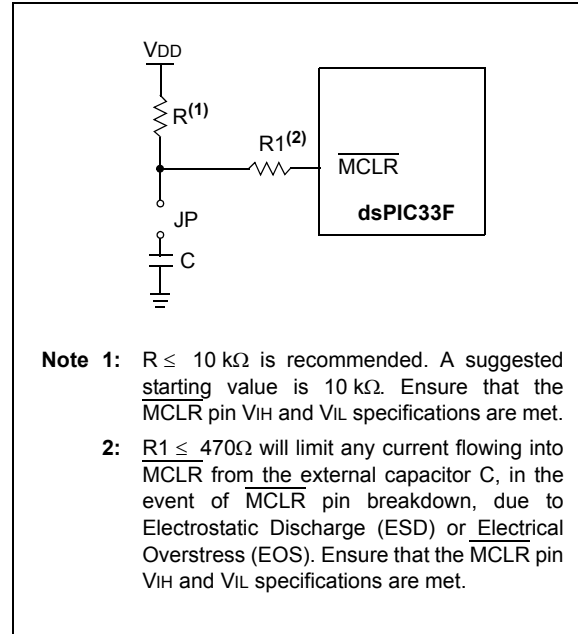 VDD
R(1)
R1(2)
MCLR
dsPIC33F
JP
C
Note 1: R ≤ 10 kΩ is recommended. A suggested
starting value is 10 kΩ. Ensure that the
MCLR pin VIH and VIL specifications are met.
2: R1 ≤ 470Ω will limit any current flowing into
MCLR from the external capacitor C, in the
event of MCLR pin breakdown, due to
Electrostatic Discharge (ESD) or Electrical
Overstress (EOS). Ensure that the MCLR pin
VIH and VIL specifications are met.